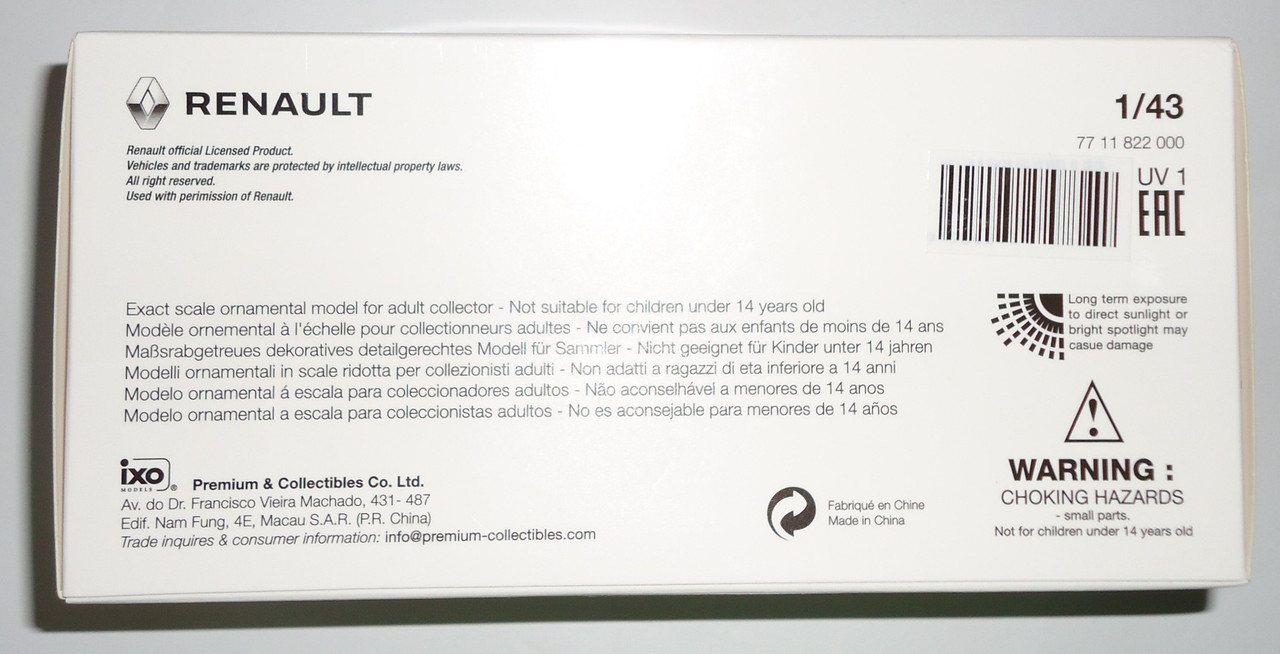 RENAULT
Renault official Licensed Product.
Vehicles and trademarks are protected by intellectual property laws.
All right reserved.
Used with perimission of Renault.
1/43
77 11 822 000
UV 1
EAC
Exact scale ornamental model for adult collector - Not suitable for children under 14 years old
Modèle ornemental à l'échelle pour collectionneurs adultes - Ne convient pas aux enfants de moins de 14 ans
Maßsrabgetreues dekoratives detailgerechtes Modell für Sammler - Nicht geeignet für Kinder unter 14 jahren
Modelli ornamentali in scale ridotta per collezionisti adulti - Non adatti a ragazzi di eta inferiore a 14 anni
Modelo ornamental á escala para coleccionadores adultos - Não aconselhável a menores de 14 anos
Modelo ornamental a escala para coleccionistas adultos - No es aconsejable para menores de 14 años
Long term exposure
to direct sunlight or
bright spotlight may
casue damage
ixo
MODELS ®
Premium & Collectibles Co. Ltd.
Av. do Dr. Francisco Vieira Machado, 431- 487
Edif. Nam Fung, 4E, Macau S.A.R. (P.R. China)
Trade inquires & consumer information: info@premium-collectibles.com
Fabriqué en Chine
Made in China
WARNING :
CHOKING HAZARDS
- small parts.
Not for children under 14 years old